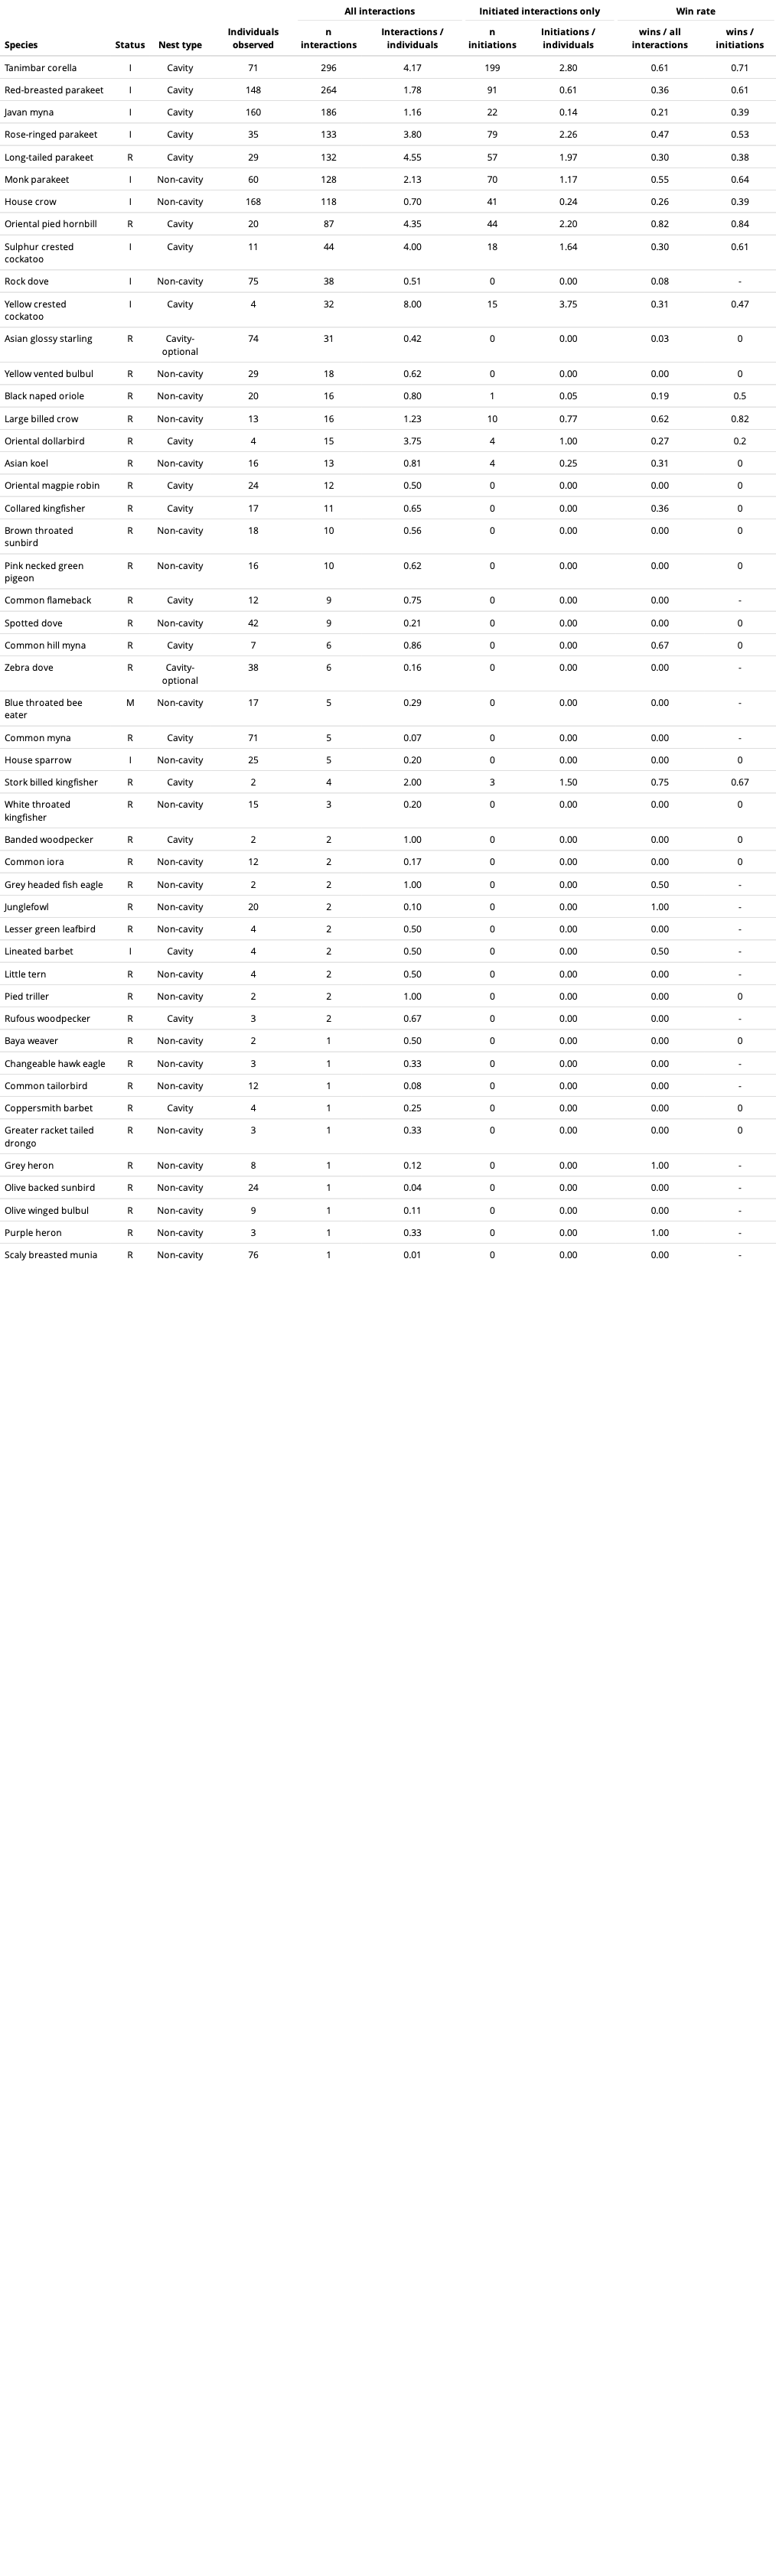 All interactions Initiated interactions only Win rate
Individuals n Interactions / n Initiations / wins / all wins /
Species Status Nest type observed interactions individuals initiations individuals interactions initiations
Tanimbar corella I Cavity 71 296 4.17 199 2.80 0.61 0.71
Red-breasted parakeet I Cavity 148 264 1.78 91 0.61 0.36 0.61
Javan myna I Cavity 160 186 1.16 22 0.14 0.21 0.39
Rose-ringed parakeet I Cavity 35 133 3.80 79 2.26 0.47 0.53
Long-tailed parakeet R Cavity 29 132 4.55 57 1.97 0.30 0.38
Monk parakeet I Non-cavity 60 128 2.13 70 1.17 0.55 0.64
House crow I Non-cavity 168 118 0.70 41 0.24 0.26 0.39
Oriental pied hornbill R Cavity 20 87 4.35 44 2.20 0.82 0.84
Sulphur crested I Cavity 11 44 4.00 18 1.64 0.30 0.61
cockatoo
Rock dove I Non-cavity 75 38 0.51 0 0.00 0.08 -
Yellow crested I Cavity 4 32 8.00 15 3.75 0.31 0.47
cockatoo
Asian glossy starling R Cavity- 74 31 0.42 0 0.00 0.03 0
optional
Yellow vented bulbul R Non-cavity 29 18 0.62 0 0.00 0.00 0
Black naped oriole R Non-cavity 20 16 0.80 1 0.05 0.19 0.5
Large billed crow R Non-cavity 13 16 1.23 10 0.77 0.62 0.82
Oriental dollarbird R Cavity 4 15 3.75 4 1.00 0.27 0.2
Asian koel R Non-cavity 16 13 0.81 4 0.25 0.31 0
Oriental magpie robin R Cavity 24 12 0.50 0 0.00 0.00 0
Collared kingfisher R Cavity 17 11 0.65 0 0.00 0.36 0
Brown throated R Non-cavity 18 10 0.56 0 0.00 0.00 0
sunbird
Pink necked green R Non-cavity 16 10 0.62 0 0.00 0.00 0
pigeon
Common flameback R Cavity 12 9 0.75 0 0.00 0.00 -
Spotted dove R Non-cavity 42 9 0.21 0 0.00 0.00 0
Common hill myna R Cavity 7 6 0.86 0 0.00 0.67 0
Zebra dove R Cavity- 38 6 0.16 0 0.00 0.00 -
optional
Blue throated bee M Non-cavity 17 5 0.29 0 0.00 0.00 -
eater
Common myna R Cavity 71 5 0.07 0 0.00 0.00 -
House sparrow I Non-cavity 25 5 0.20 0 0.00 0.00 0
Stork billed kingfisher R Cavity 2 4 2.00 3 1.50 0.75 0.67
White throated R Non-cavity 15 3 0.20 0 0.00 0.00 0
kingfisher
Banded woodpecker R Cavity 2 2 1.00 0 0.00 0.00 0
Common iora R Non-cavity 12 2 0.17 0 0.00 0.00 0
Grey headed fish eagle R Non-cavity 2 2 1.00 0 0.00 0.50 -
Junglefowl R Non-cavity 20 2 0.10 0 0.00 1.00 -
Lesser green leafbird R Non-cavity 4 2 0.50 0 0.00 0.00 -
Lineated barbet I Cavity 4 2 0.50 0 0.00 0.50 -
Little tern R Non-cavity 4 2 0.50 0 0.00 0.00 -
Pied triller R Non-cavity 2 2 1.00 0 0.00 0.00 0
Rufous woodpecker R Cavity 3 2 0.67 0 0.00 0.00 -
Baya weaver R Non-cavity 2 1 0.50 0 0.00 0.00 0
Changeable hawk eagle R Non-cavity 3 1 0.33 0 0.00 0.00 -
Common tailorbird R Non-cavity 12 1 0.08 0 0.00 0.00 -
Coppersmith barbet R Cavity 4 1 0.25 0 0.00 0.00 0
Greater racket tailed R Non-cavity 3 1 0.33 0 0.00 0.00 0
drongo
Grey heron R Non-cavity 8 1 0.12 0 0.00 1.00 -
Olive backed sunbird R Non-cavity 24 1 0.04 0 0.00 0.00 -
Olive winged bulbul R Non-cavity 9 1 0.11 0 0.00 0.00 -
Purple heron R Non-cavity 3 1 0.33 0 0.00 1.00 -
Scaly breasted munia R Non-cavity 76 1 0.01 0 0.00 0.00 -